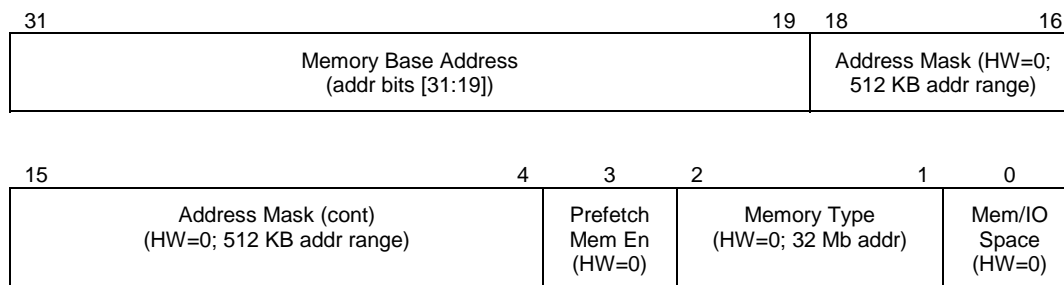 31 19 18 16
Memory Base Address
(addr bits [31:19])
Address Mask (HW=0;
512 KB addr range)
15 4 3 2 1 0
Address Mask (cont)
(HW=0; 512 KB addr range)
Prefetch
Mem En
(HW=0)
Memory Type
(HW=0; 32 Mb addr)
Mem/IO
Space
(HW=0)